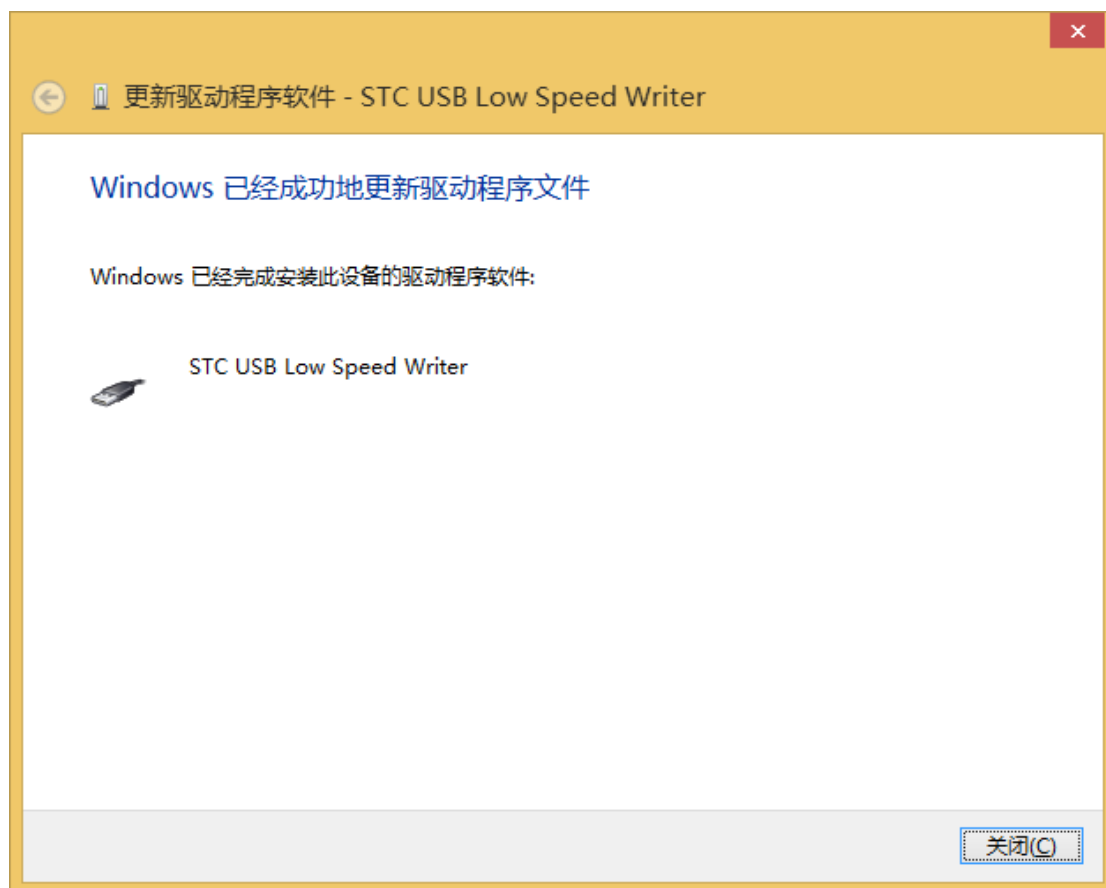 更新驱动程序软件 - STC USB Low Speed Writer
Windows 已经成功地更新驱动程序文件
Windows 已经完成安装此设备的驱动程序软件:
STC USB Low Speed Writer
关闭(C)